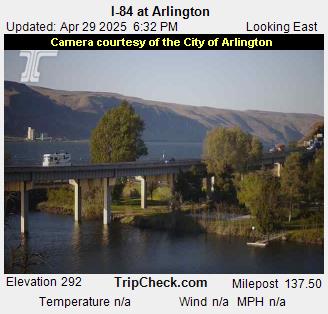 I-84 at Arlington
Updated: Apr 29 2025 6:32 PM Looking East
Camera courtesy of the City of Arlington
Elevation 292 TripCheck.com Milepost 137.50
Temperature n/a Wind n/a MPH n/a